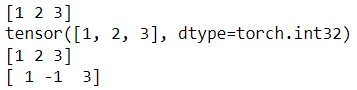 [1 2 3]
tensor([1, 2, 3], dtype=torch.int32)
[1 2 3]
[ 1 -1  3]